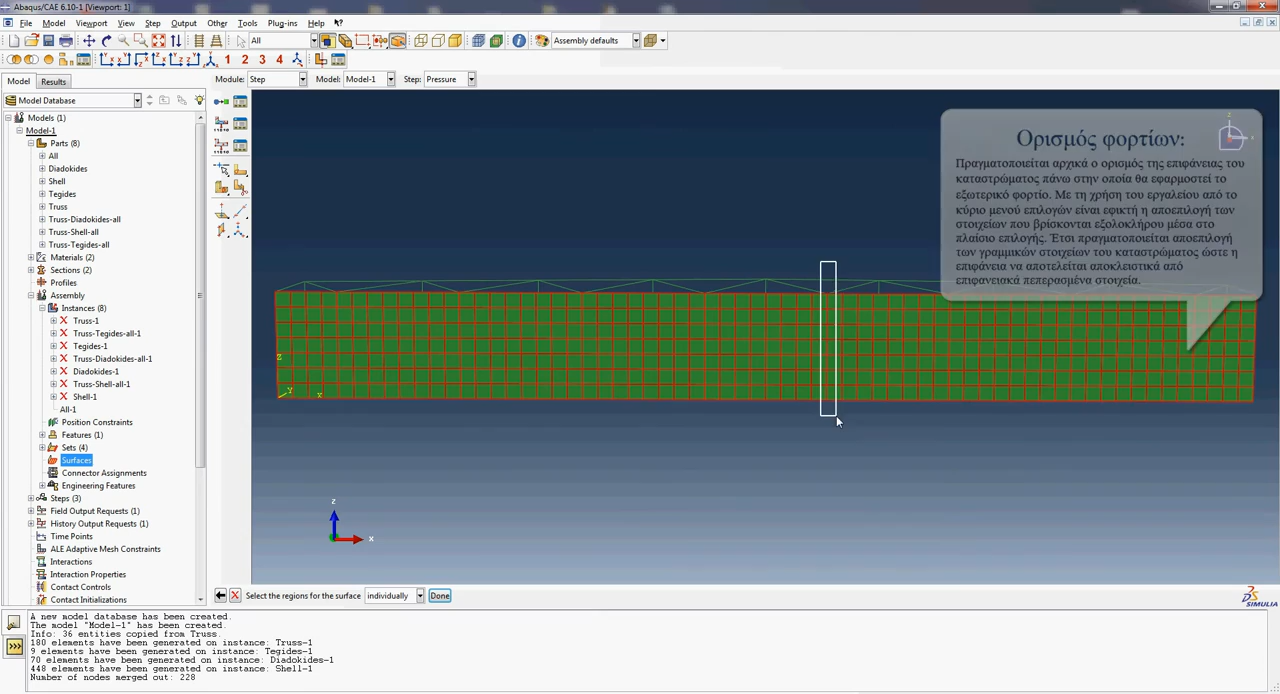 Abaqus/CAE 6.10-1 [Viewport: 1]
File Model Viewport View Step Output Other Tools Plug-ins Help
All
Assembly defaults
1 2 3 4
Model Results
Module: Step Model: Model-1 Step: Pressure
Model Database
Models (1)
Model-1
Parts (8)
All
Diadokides
Shell
Tegides
Truss
Truss-Diadokides-all
Truss-Shell-all
Truss-Tegides-all
Materials (2)
Sections (2)
Profiles
Assembly
Instances (8)
Truss-1
Truss-Tegides-all-1
Tegides-1
Truss-Diadokides-all-1
Diadokides-1
Truss-Shell-all-1
Shell-1
All-1
Position Constraints
Features (1)
Sets (4)
Surfaces
Connector Assignments
Engineering Features
Steps (3)
Field Output Requests (1)
History Output Requests (1)
Time Points
ALE Adaptive Mesh Constraints
Interactions
Interaction Properties
Contact Controls
Contact Initializations
Ορισμός φορτίων:
Πραγματοποιείται αρχικά ο ορισμός της επιφάνειας του
καταστρώματος πάνω στην οποία θα εφαρμοστεί το
εξωτερικό φορτίο. Με τη χρήση του εργαλείου από το
κύριο μενού επιλογών είναι εφικτή η αποεπιλογή των
στοιχείων που βρίσκονται εξολοκλήρου μέσα στο
πλαίσιο επιλογής. Έτσι πραγματοποιείται αποεπιλογή
των γραμμικών στοιχείων του καταστρώματος ώστε η
επιφάνεια να αποτελείται αποκλειστικά από
επιφανειακά πεπερασμένα στοιχεία.
Z
Y
X
z
x
Select the regions for the surface individually Done
SIMULIA
A new model database has been created.
The model "Model-1" has been created.
Info: 36 entities copied from Truss.
180 elements have been generated on instance: Truss-1
9 elements have been generated on instance: Tegides-1
70 elements have been generated on instance: Diadokides-1
448 elements have been generated on instance: Shell-1
Number of nodes merged out: 228